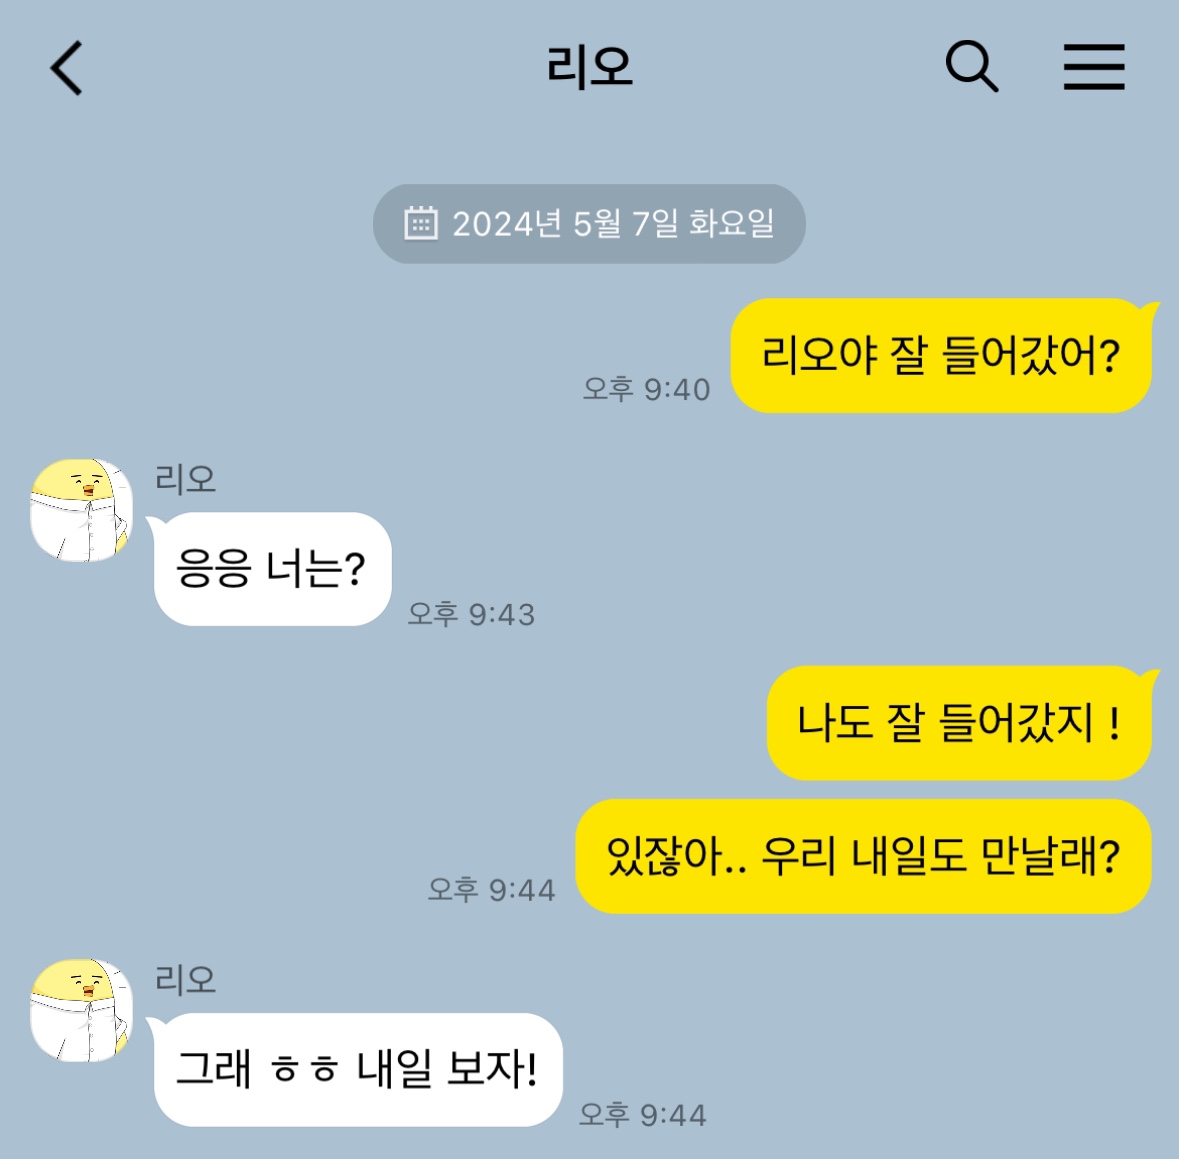 리오
2024년 5월 7일 화요일
리오야 잘 들어갔어?
오후 9:40
리오
응응 너는?
오후 9:43
나도 잘 들어갔지 !
있잖아.. 우리 내일도 만날래?
오후 9:44
리오
그래 ㅎㅎ 내일 보자!
오후 9:44